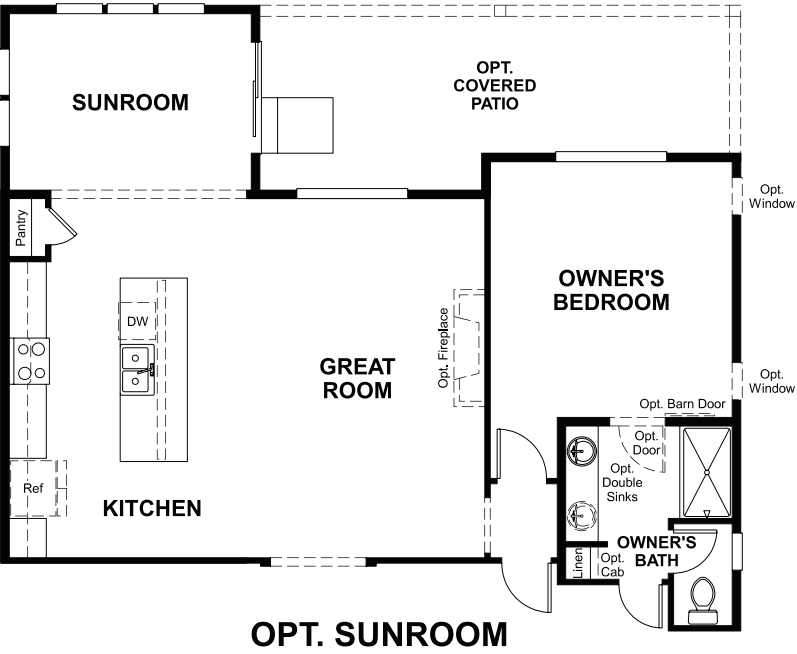 OPT.
COVERED
PATIO
SUNROOM
Opt.
Window
Pantry
OWNER'S
BEDROOM
DW
Opt. Fireplace
GREAT
ROOM
Opt.
Window
Opt. Barn Door
Opt.
Door
Opt.
Double
Sinks
Ref
KITCHEN
OWNER'S
BATH
Linen
Opt.
Cab
OPT. SUNROOM